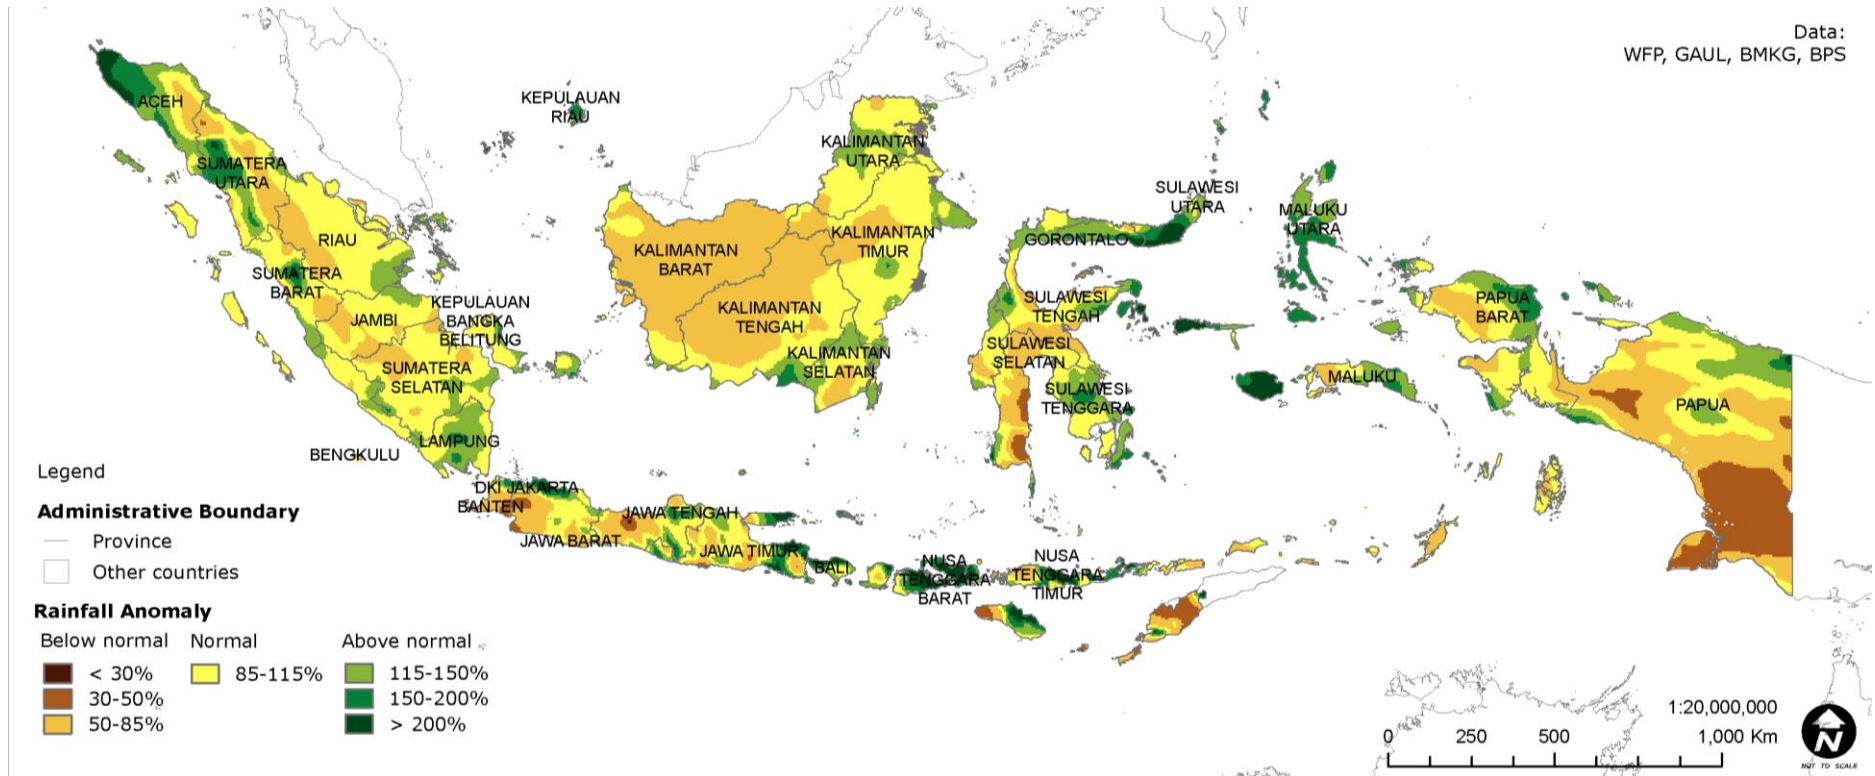 Data:
WFP, GAUL, BMKG, BPS
KEPULAUAN
RIAU
ACEH
SUMATERA
UTARA
RIAU
SUMATERA
BARAT
JAMBI
KEPULAUAN
BANGKA
BELITUNG
SUMATERA
SELATAN
LAMPUNG
BENGKULU
KALIMANTAN
UTARA
KALIMANTAN
TIMUR
KALIMANTAN
BARAT
KALIMANTAN
TENGAH
KALIMANTAN
SELATAN
SULAWESI
UTARA
GORONTALO
SULAWESI
TENGAH
SULAWESI
SELATAN
SULAWESI
TENGGARA
MALUKU
UTARA
MALUKU
PAPUA
BARAT
PAPUA
DKI JAKARTA
BANTEN
JAWA BARAT
JAWA TENGAH
JAWA TIMUR
BALI
NUSA
TENGGARA
BARAT
NUSA
TENGGARA
TIMUR
Legend
Administrative Boundary
Province
Other countries
Rainfall Anomaly
Below normal
< 30%
30-50%
50-85%
Normal
85-115%
Above normal
115-150%
150-200%
> 200%
1:20,000,000
0 250 500 1,000 Km
N
NOT TO SCALE